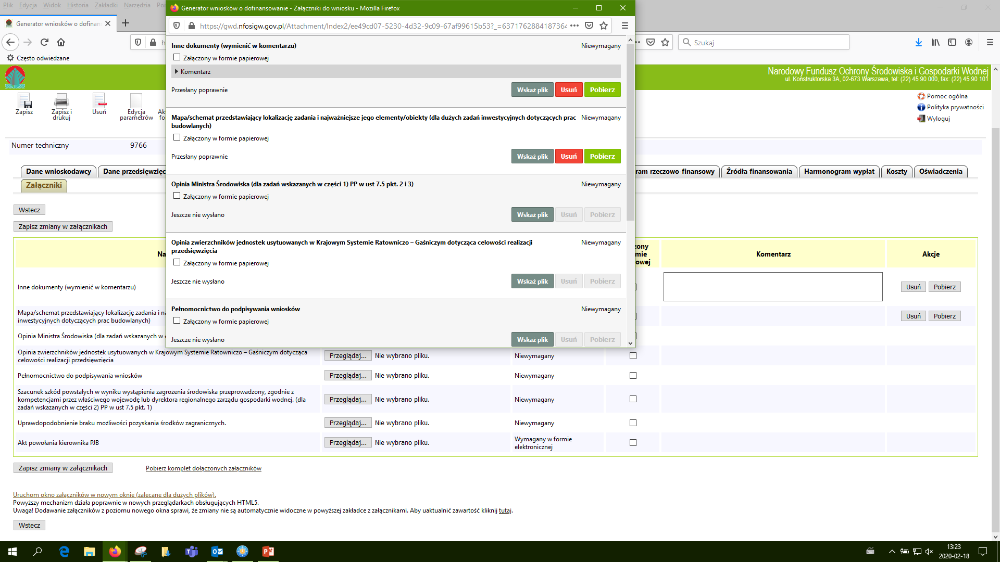 Plik Edycja Widok Historia Zakładki Narzędzia
Generator wniosków o dofinansowanie - Załączniki do wniosku - Mozilla Firefox
Generator wniosków o dofinan
https://gwd.nfosigw.gov.pl/Attachment/Index2/ee49cd07-5230-4d32-9c09-67af99615b53?_=6371762884187364
Szukaj
Często odwiedzane
Narodowy Fundusz Ochrony Środowiska i Gospodarki Wodnej
ul. Konstruktorska 3A, 02-673 Warszawa, tel: (22) 45 90 000, fax: (22) 45 90 101
Zapisz
Zapisz i drukuj
Usuń
Edycja parametrów
Pomoc ogólna
Polityka prywatności
Wyloguj
Numer techniczny 9766
Dane wnioskodawcy
Dane przedsięwzięc
ram rzeczowo-finansowy
Źródła finansowania
Harmonogram wypłat
Koszty
Oświadczenia
Załączniki
Wstecz
Zapisz zmiany w załącznikach
Inne dokumenty (wymienić w komentarzu) Niewymagany
Załączony w formie papierowej
Komentarz
Przesłany poprawnie Wskaż plik Usuń Pobierz
Mapa/schemat przedstawiający lokalizację zadania i najważniejsze jego elementy/obiekty (dla dużych zadań inwestycyjnych dotyczących prac Niewymagany
budowlanych)
Załączony w formie papierowej
Przesłany poprawnie Wskaż plik Usuń Pobierz
Opinia Ministra Środowiska (dla zadań wskazanych w części 1) PP w ust 7.5 pkt. 2 i 3) Niewymagany
Załączony w formie papierowej
Jeszcze nie wysłano Wskaż plik Usuń Pobierz
Opinia zwierzchników jednostek usytuowanych w Krajowym Systemie Ratowniczo – Gaśniczym dotycząca celowości realizacji Niewymagany
przedsięwzięcia
Załączony w formie papierowej
Jeszcze nie wysłano Wskaż plik Usuń Pobierz
Pełnomocnictwo do podpisywania wniosków Niewymagany
Załączony w formie papierowej
Jeszcze nie wysłano Wskaż plik Usuń Pobierz
Na
zony
mie
owej
Komentarz Akcje
Inne dokumenty (wymienić w komentarzu) Usuń Pobierz
Mapa/schemat przedstawiający lokalizację zadania i na
inwestycyjnych dotyczących prac budowlanych) Usuń Pobierz
Opinia Ministra Środowiska (dla zadań wskazanych w
Opinia zwierzchników jednostek usytuowanych w Krajowym Systemie Ratowniczo – Gaśniczym dotycząca
celowości realizacji przedsięwzięcia Przeglądaj... Nie wybrano pliku. Niewymagany
Pełnomocnictwo do podpisywania wniosków Przeglądaj... Nie wybrano pliku. Niewymagany
Szacunek szkód powstałych w wyniku wystąpienia zagrożenia środowiska przeprowadzony, zgodnie z
kompetencjami przez właściwego wojewodę lub dyrektora regionalnego zarządu gospodarki wodnej. (dla
zadań wskazanych w części 2) PP w ust 7.5 pkt. 1) Przeglądaj... Nie wybrano pliku. Niewymagany
Uprawdopodobnienie braku możliwości pozyskania środków zagranicznych. Przeglądaj... Nie wybrano pliku. Niewymagany
Akt powołania kierownika PJB Przeglądaj... Nie wybrano pliku. Wymagany w formie
elektronicznej
Zapisz zmiany w załącznikach Pobierz komplet dołączonych załączników
Uruchom okno załączników w nowym oknie (zalecane dla dużych plików).
Powyższy mechanizm działa poprawnie w nowych przeglądarkach obsługujących HTML5.
Uwaga! Dodawanie załączników z poziomu nowego okna sprawi, że zmiany nie są automatycznie widoczne w powyższej zakładce z załącznikami. Aby uaktualnić zawartość kliknij tutaj.
Wstecz
13:23
2020-02-18